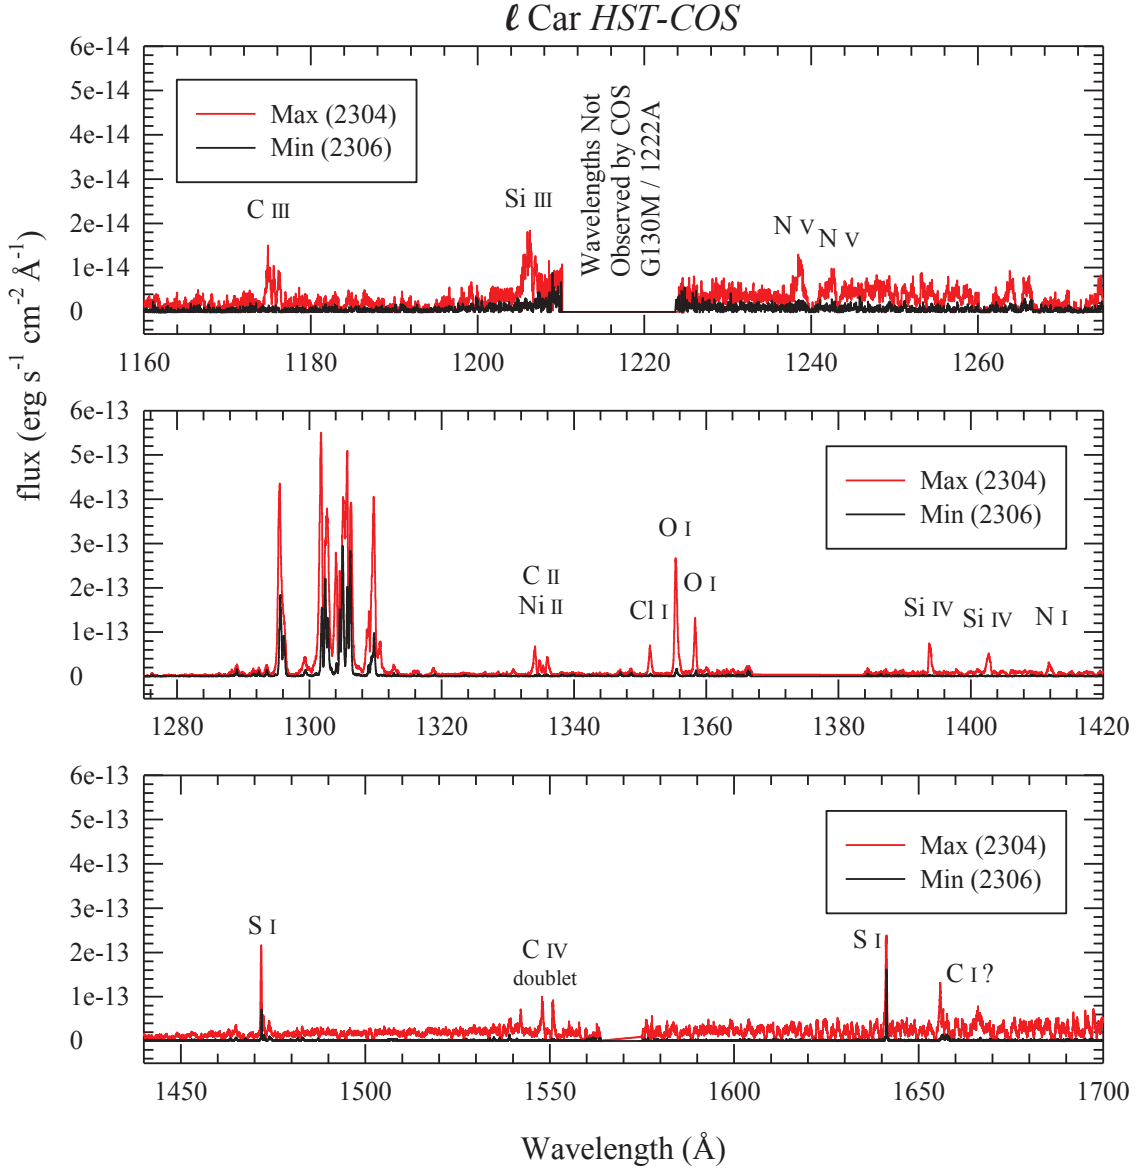 ℓ Car HST-COS
flux (erg s⁻¹ cm⁻² Å⁻¹)
6e-14
5e-14
4e-14
3e-14
2e-14
1e-14
0
Max (2304)
Min (2306)
C III
Si III
Wavelengths Not
Observed by COS
G130M / 1222A
N V
N V
1160
1180
1200
1220
1240
1260
6e-13
5e-13
4e-13
3e-13
2e-13
1e-13
0
Max (2304)
Min (2306)
C II
Ni II
Cl I
O I
O I
Si IV
Si IV
N I
1280
1300
1320
1340
1360
1380
1400
1420
6e-13
5e-13
4e-13
3e-13
2e-13
1e-13
0
Max (2304)
Min (2306)
S I
C IV
doublet
S I
C I ?
1450
1500
1550
1600
1650
1700
Wavelength (Å)